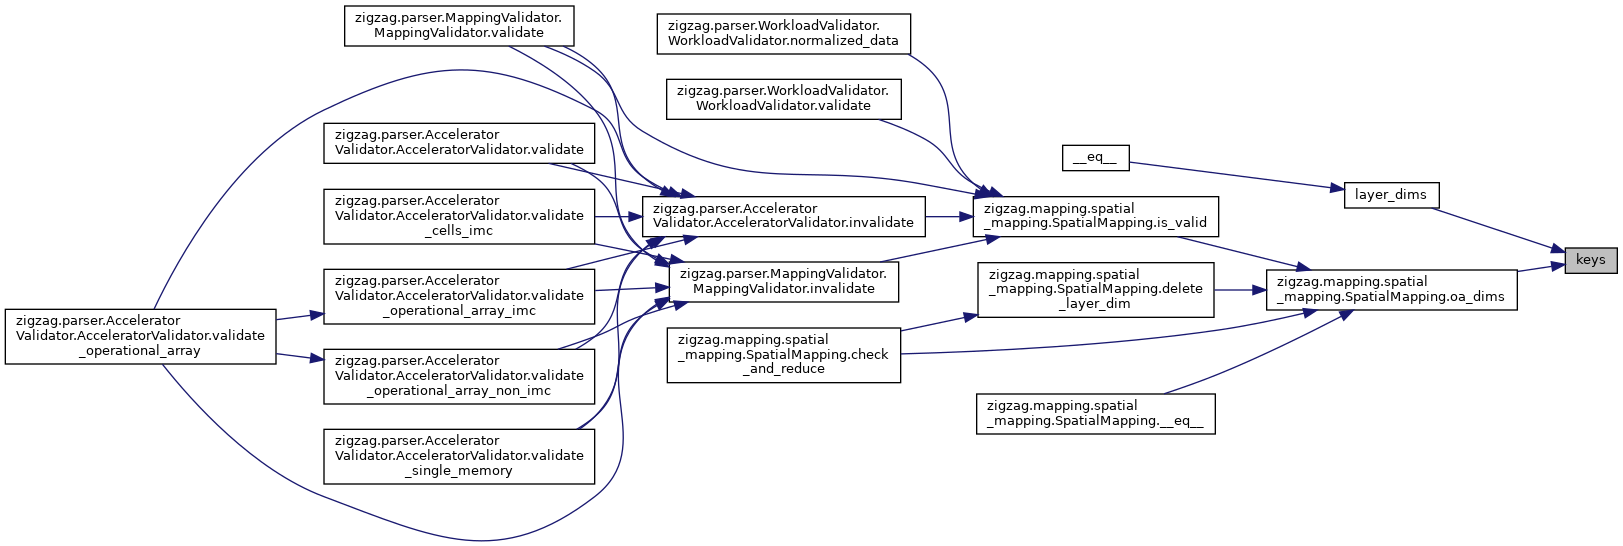 zigzag.parser.MappingValidator.
MappingValidator.validate
zigzag.parser.WorkloadValidator.
WorkloadValidator.normalized_data
zigzag.parser.WorkloadValidator.
WorkloadValidator.validate
zigzag.parser.Accelerator
Validator.AcceleratorValidator.validate
__eq__
layer_dims
zigzag.parser.Accelerator
Validator.AcceleratorValidator.validate
_cells_imc
zigzag.parser.Accelerator
Validator.AcceleratorValidator.invalidate
zigzag.mapping.spatial
_mapping.SpatialMapping.is_valid
keys
zigzag.parser.Accelerator
Validator.AcceleratorValidator.validate
_operational_array_imc
zigzag.parser.MappingValidator.
MappingValidator.invalidate
zigzag.mapping.spatial
_mapping.SpatialMapping.delete
_layer_dim
zigzag.mapping.spatial
_mapping.SpatialMapping.oa_dims
zigzag.parser.Accelerator
Validator.AcceleratorValidator.validate
_operational_array
zigzag.mapping.spatial
_mapping.SpatialMapping.check
_and_reduce
zigzag.parser.Accelerator
Validator.AcceleratorValidator.validate
_operational_array_non_imc
zigzag.mapping.spatial
_mapping.SpatialMapping.__eq__
zigzag.parser.Accelerator
Validator.AcceleratorValidator.validate
_single_memory